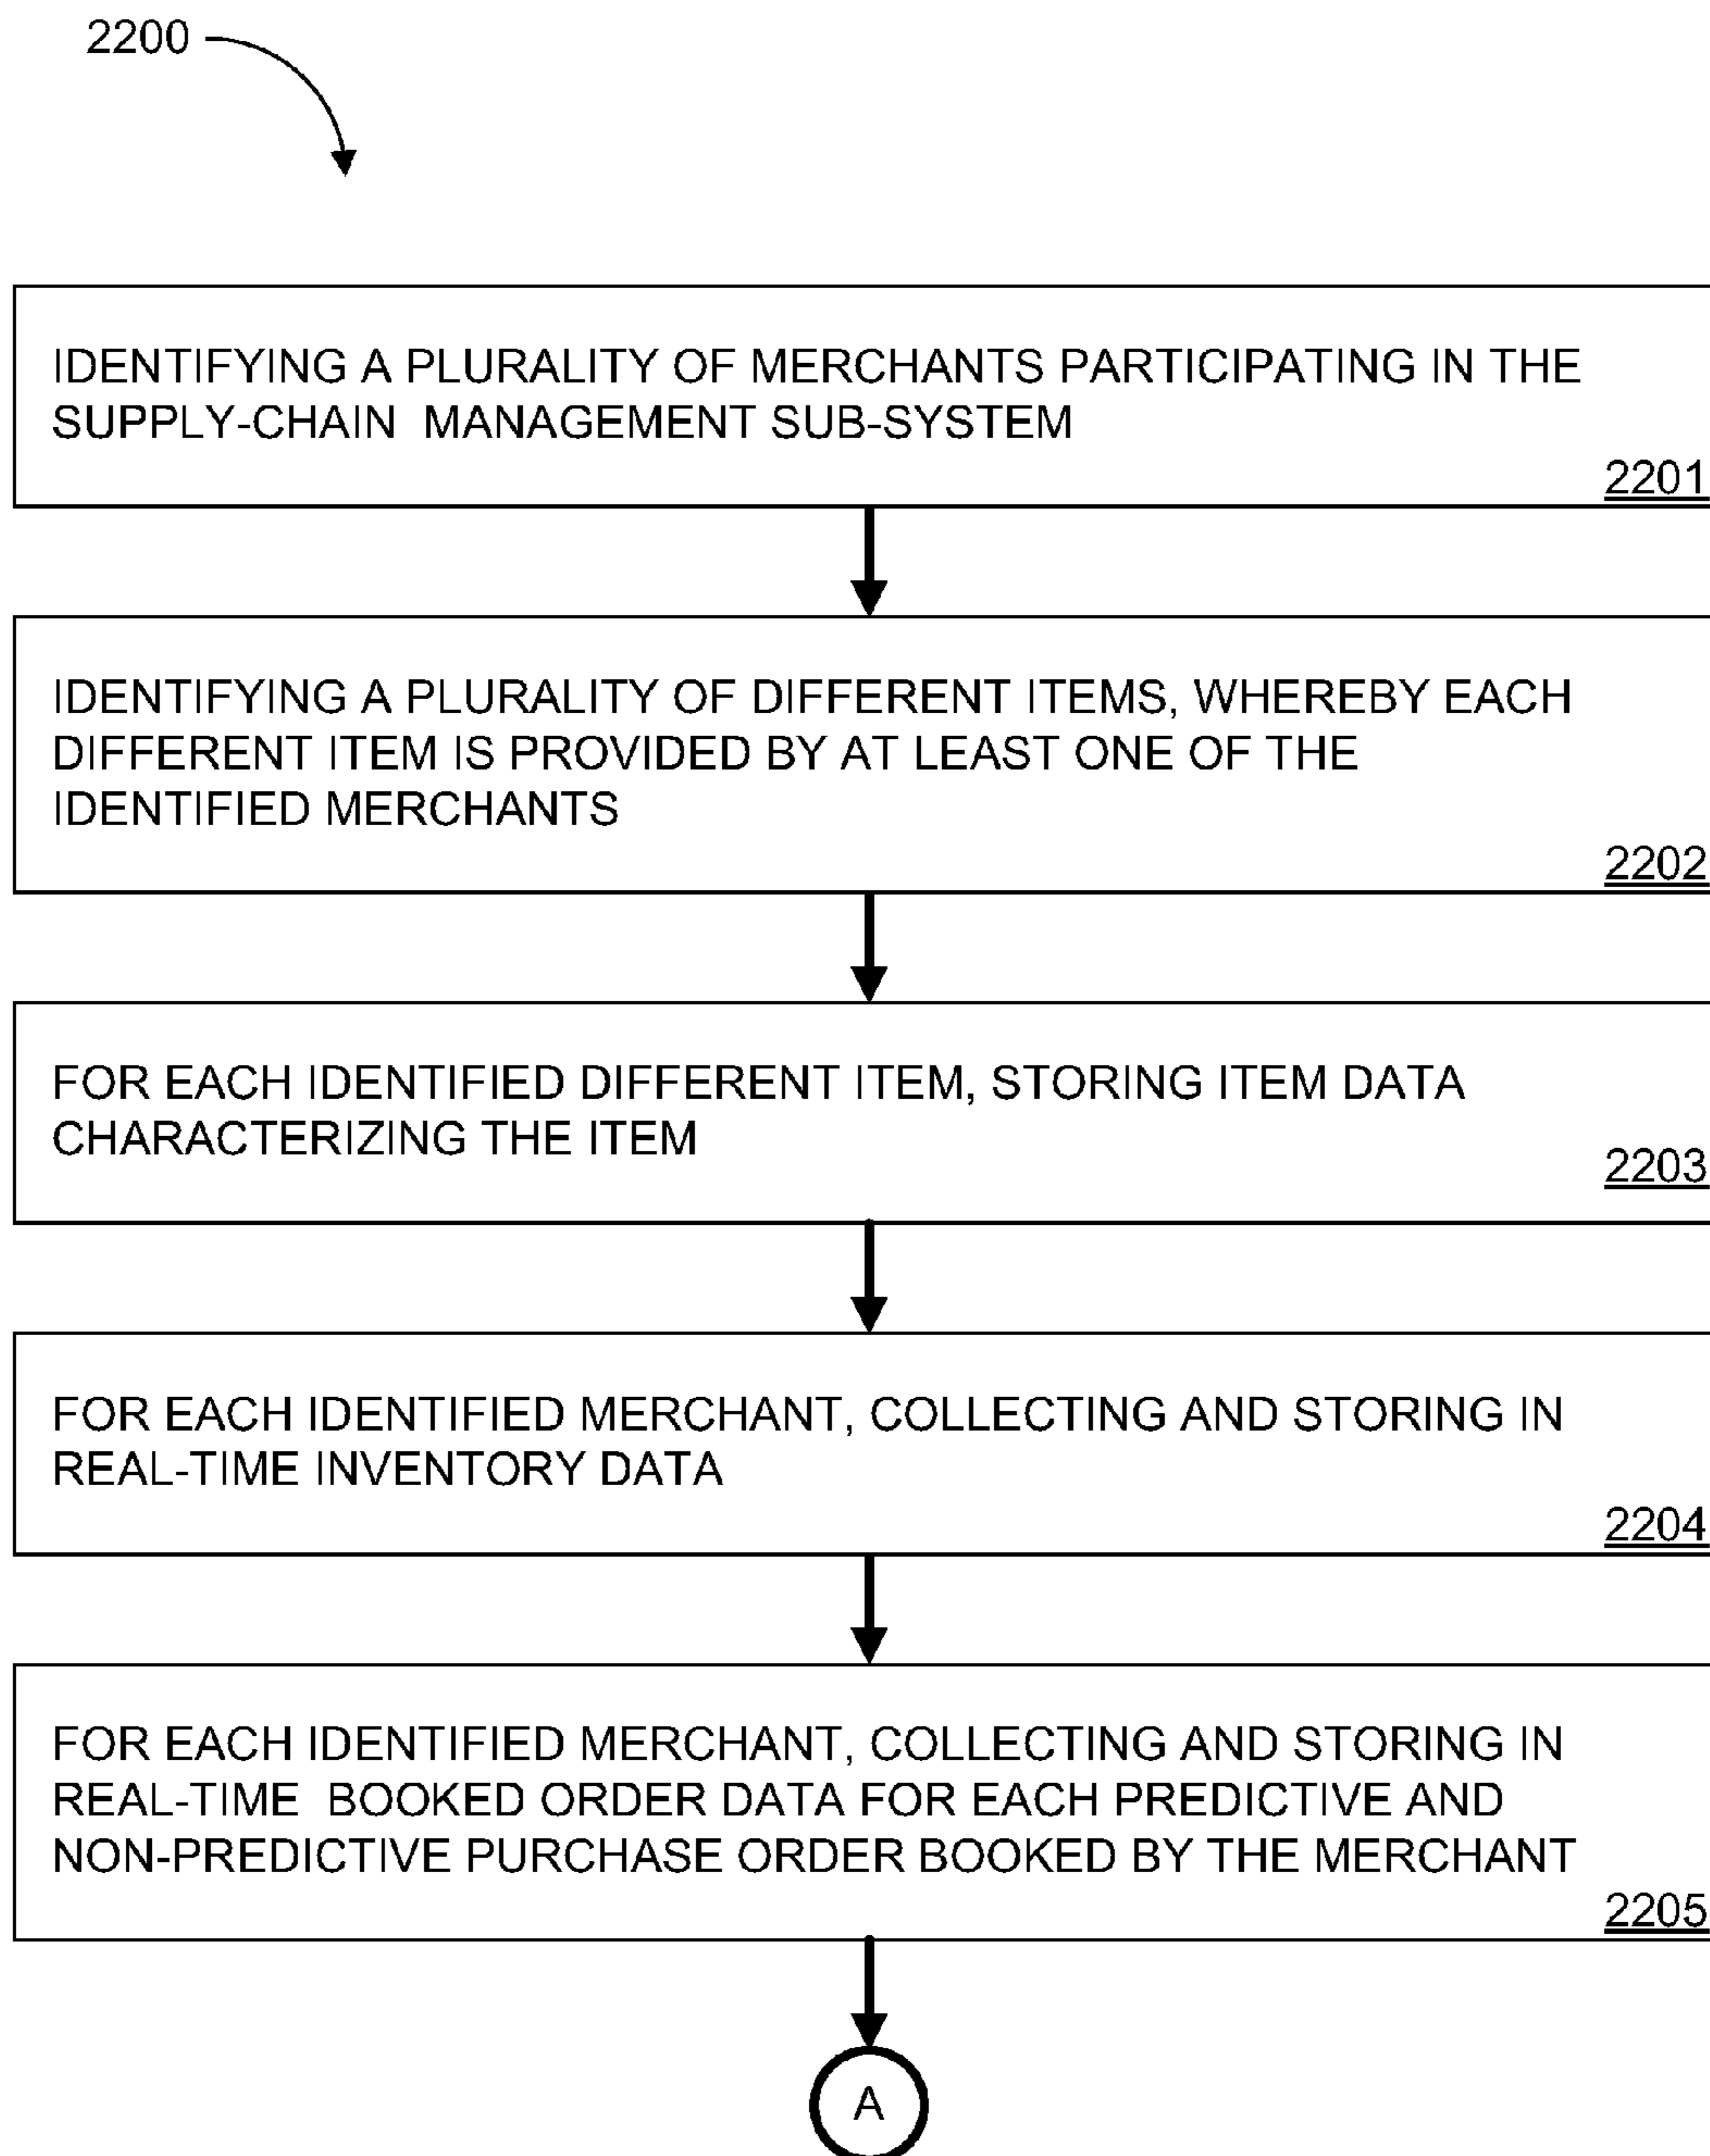 2200
IDENTIFYING A PLURALITY OF MERCHANTS PARTICIPATING IN THE
SUPPLY-CHAIN MANAGEMENT SUB-SYSTEM
2201
IDENTIFYING A PLURALITY OF DIFFERENT ITEMS, WHEREBY EACH
DIFFERENT ITEM IS PROVIDED BY AT LEAST ONE OF THE
IDENTIFIED MERCHANTS
2202
FOR EACH IDENTIFIED DIFFERENT ITEM, STORING ITEM DATA
CHARACTERIZING THE ITEM
2203
FOR EACH IDENTIFIED MERCHANT, COLLECTING AND STORING IN
REAL-TIME INVENTORY DATA
2204
FOR EACH IDENTIFIED MERCHANT, COLLECTING AND STORING IN
REAL-TIME BOOKED ORDER DATA FOR EACH PREDICTIVE AND
NON-PREDICTIVE PURCHASE ORDER BOOKED BY THE MERCHANT
2205
A